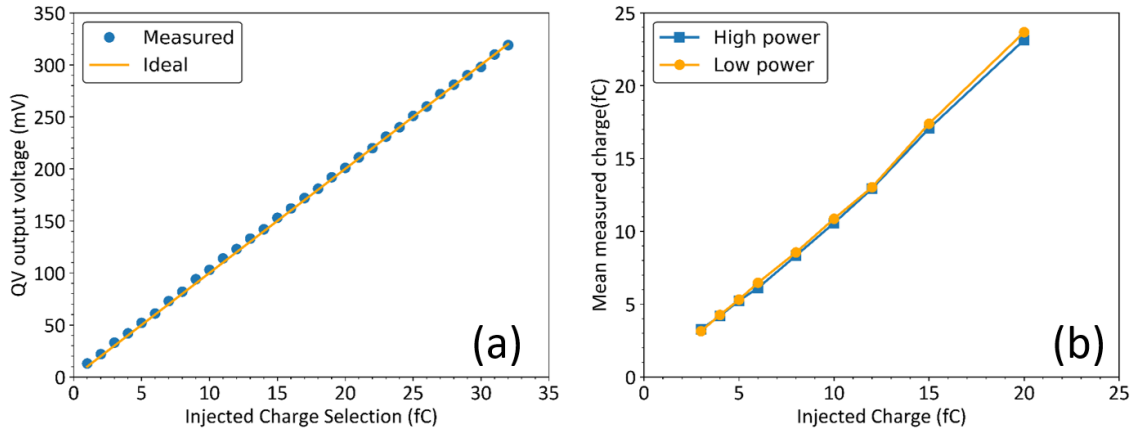 350
300
250
200
150
100
50
0
QV output voltage (mV)
Measured
Ideal
(a)
0 5 10 15 20 25 30 35
Injected Charge Selection (fC)
25
20
15
10
5
0
Mean measured charge(fC)
High power
Low power
(b)
0 5 10 15 20 25
Injected Charge (fC)